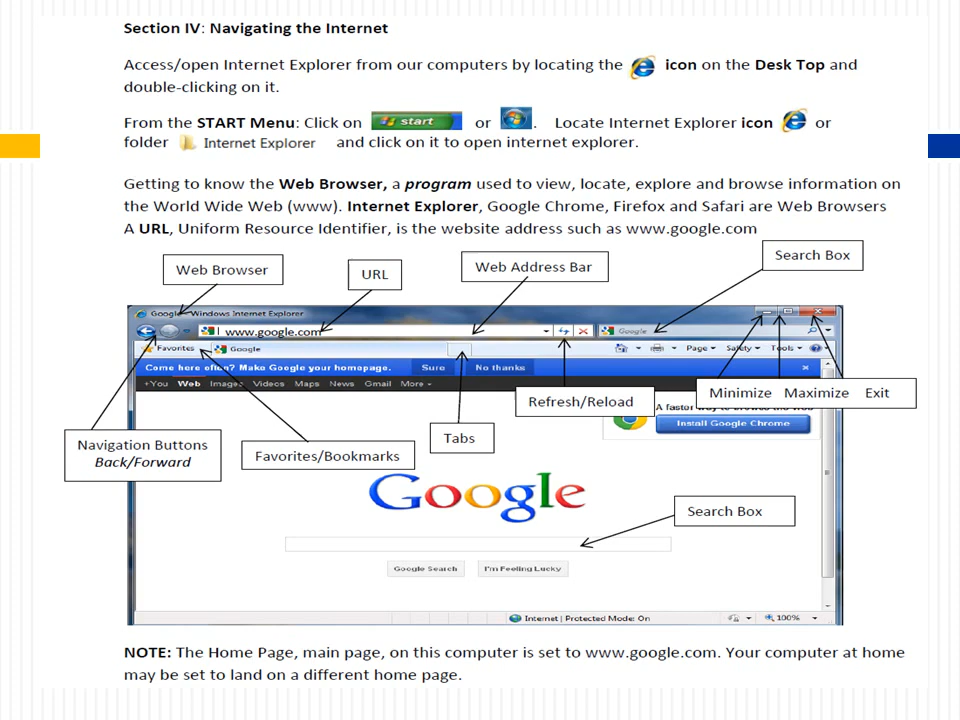 Section IV: Navigating the Internet
Access/open Internet Explorer from our computers by locating the icon on the Desk Top and
double-clicking on it.
From the START Menu: Click on start or . Locate Internet Explorer icon or
folder Internet Explorer and click on it to open internet explorer.
Getting to know the Web Browser, a program used to view, locate, explore and browse information on
the World Wide Web (www). Internet Explorer, Google Chrome, Firefox and Safari are Web Browsers
A URL, Uniform Resource Identifier, is the website address such as www.google.com
Web Browser
URL
Web Address Bar
Search Box
Google - Windows Internet Explorer
www.google.com
Google
Favorites
Google
Page
Safety
Tools
Come here often? Make Google your homepage.
Sure
No thanks
+You Web Images Videos Maps News Gmail More
Refresh/Reload
Minimize Maximize Exit
A faster way to browse the web
Install Google Chrome
Navigation Buttons
Back/Forward
Favorites/Bookmarks
Tabs
Google
Search Box
Google Search
I'm Feeling Lucky
Internet | Protected Mode: On
100%
NOTE: The Home Page, main page, on this computer is set to www.google.com. Your computer at home
may be set to land on a different home page.